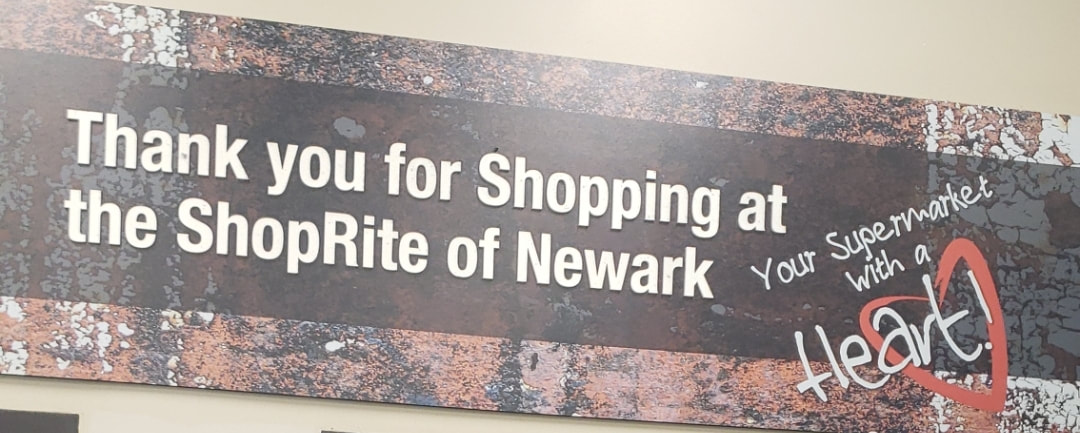 Thank you for Shopping at
the ShopRite of Newark
Your Supermarket
with a
Heart!